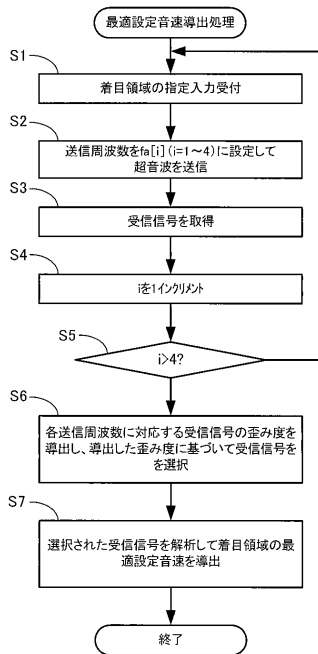 最適設定音速導出処理
S1
着目領域の指定入力受付
S2
送信周波数をfa[i](i=1~4)に設定して
超音波を送信
S3
受信信号を取得
S4
iを1インクリメント
S5
i>4?
S6
各送信周波数に対応する受信信号の歪み度を
導出し、導出した歪み度に基づいて受信信号を
を選択
S7
選択された受信信号を解析して着目領域の最
適設定音速を導出
終了